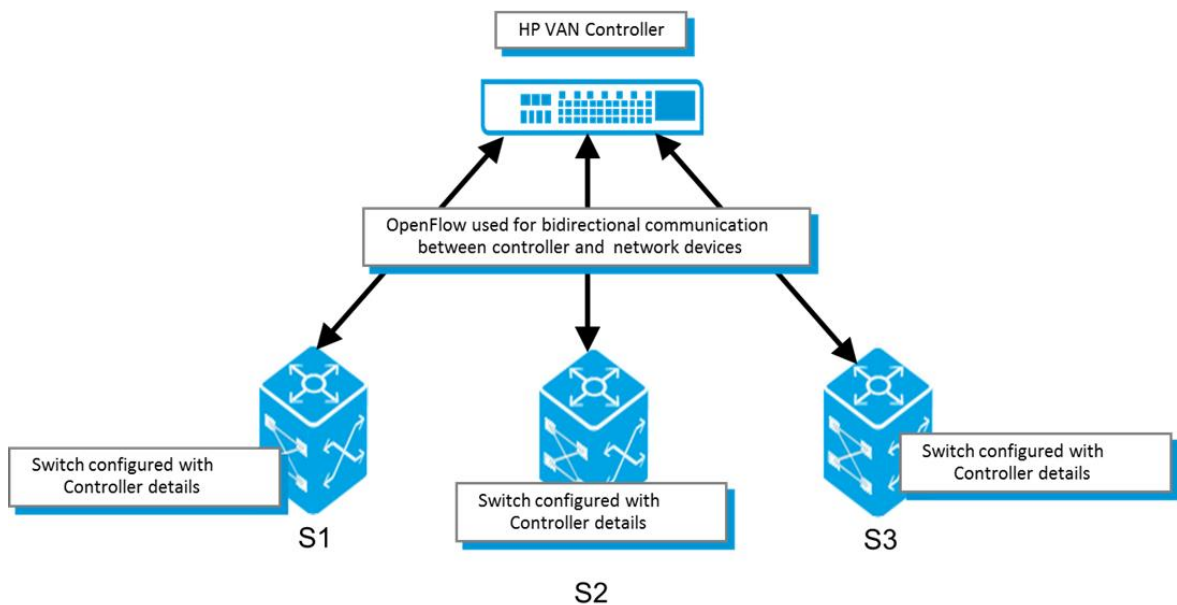 HP VAN Controller
OpenFlow used for bidirectional communication
between controller and network devices
Switch configured with
Controller details
S1
Switch configured with
Controller details
S2
Switch configured with
Controller details
S3